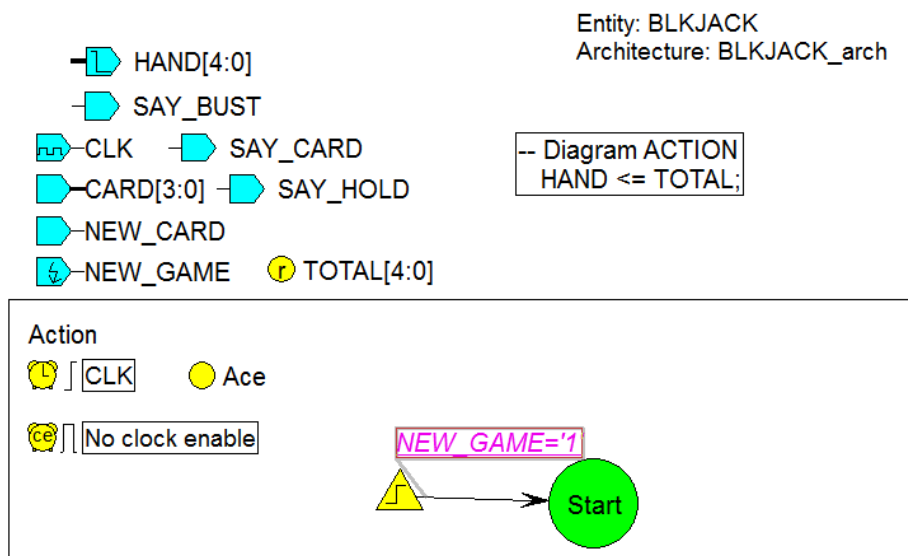 Entity: BLKJACK
Architecture: BLKJACK_arch
HAND[4:0]
SAY_BUST
CLK SAY_CARD
CARD[3:0] SAY_HOLD
NEW_CARD
NEW_GAME r TOTAL[4:0]
-- Diagram ACTION
HAND <= TOTAL;
Action
CLK Ace
ce No clock enable
NEW_GAME='1
Start